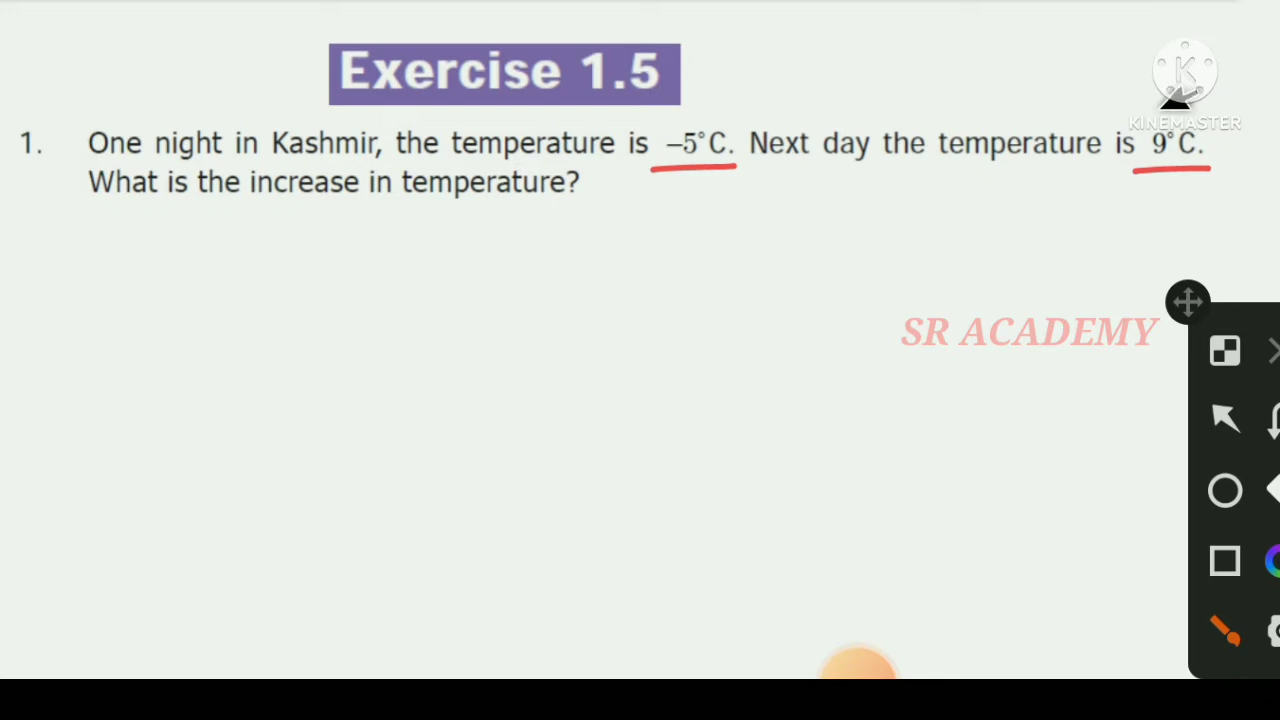 Exercise 1.5
KINEMASTER
1. One night in Kashmir, the temperature is –5°C. Next day the temperature is 9°C.
What is the increase in temperature?
SR ACADEMY